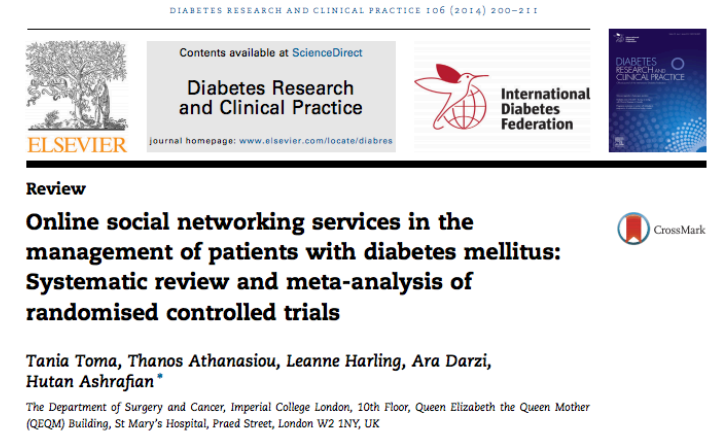 DIABETES RESEARCH AND CLINICAL PRACTICE 106 (2014) 200–211
Contents available at ScienceDirect
Diabetes Research
and Clinical Practice
journal homepage: www.elsevier.com/locate/diabres
ELSEVIER
International
Diabetes
Federation
DIABETES
RESEARCH AND
CLINICAL PRACTICE
Review
Online social networking services in the
management of patients with diabetes mellitus:
Systematic review and meta-analysis of
randomised controlled trials
CrossMark
Tania Toma, Thanos Athanasiou, Leanne Harling, Ara Darzi,
Hutan Ashrafian*
The Department of Surgery and Cancer, Imperial College London, 10th Floor, Queen Elizabeth the Queen Mother
(QEQM) Building, St Mary's Hospital, Praed Street, London W2 1NY, UK